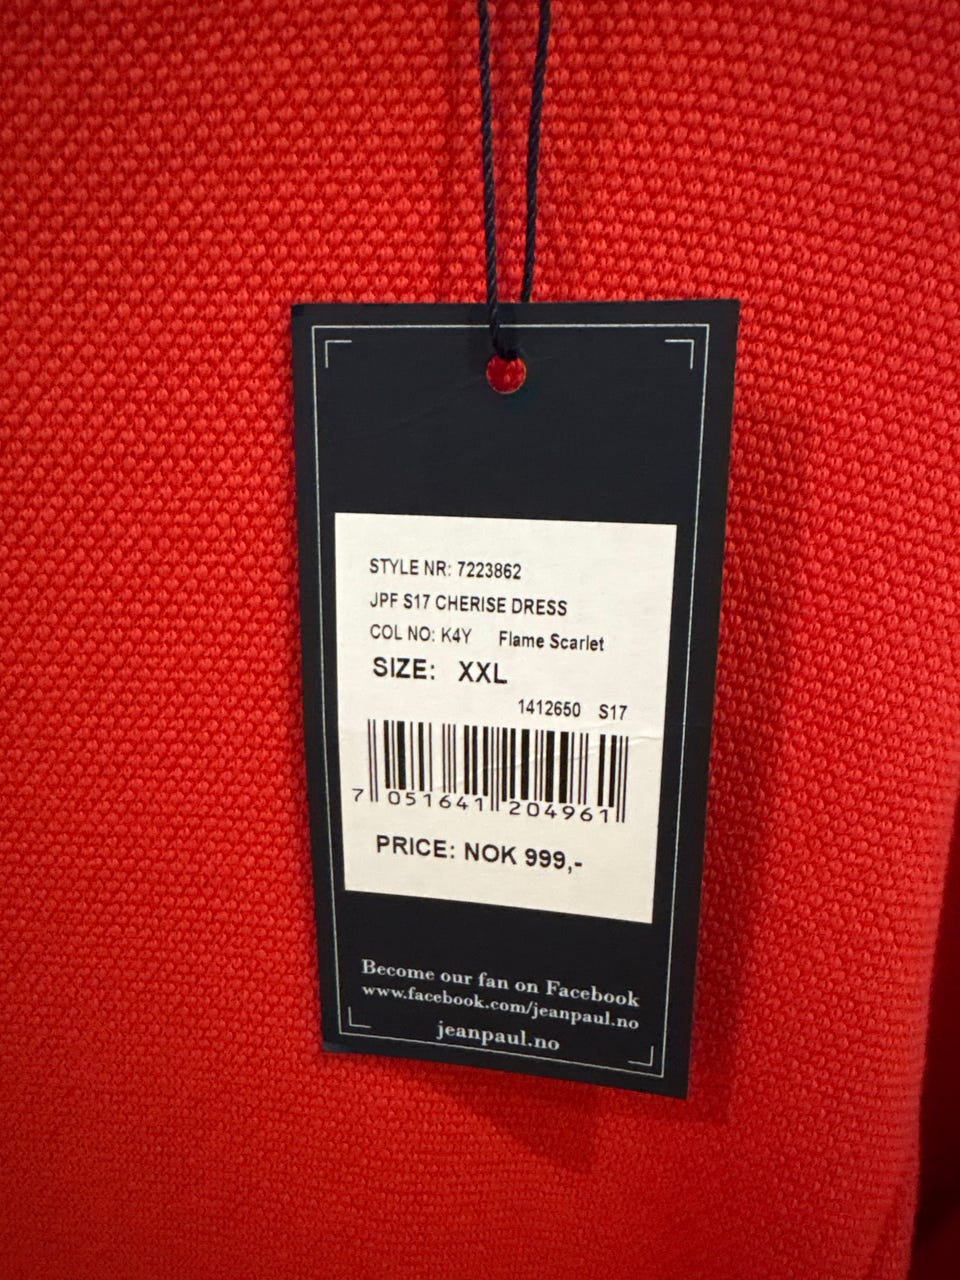 STYLE NR: 7223862
JPF S17 CHERISE DRESS
COL NO: K4Y Flame Scarlet
SIZE: XXL
1412650 S17
7 051641 204961
PRICE: NOK 999,-
Become our fan on Facebook
www.facebook.com/jeanpaul.no
jeanpaul.no